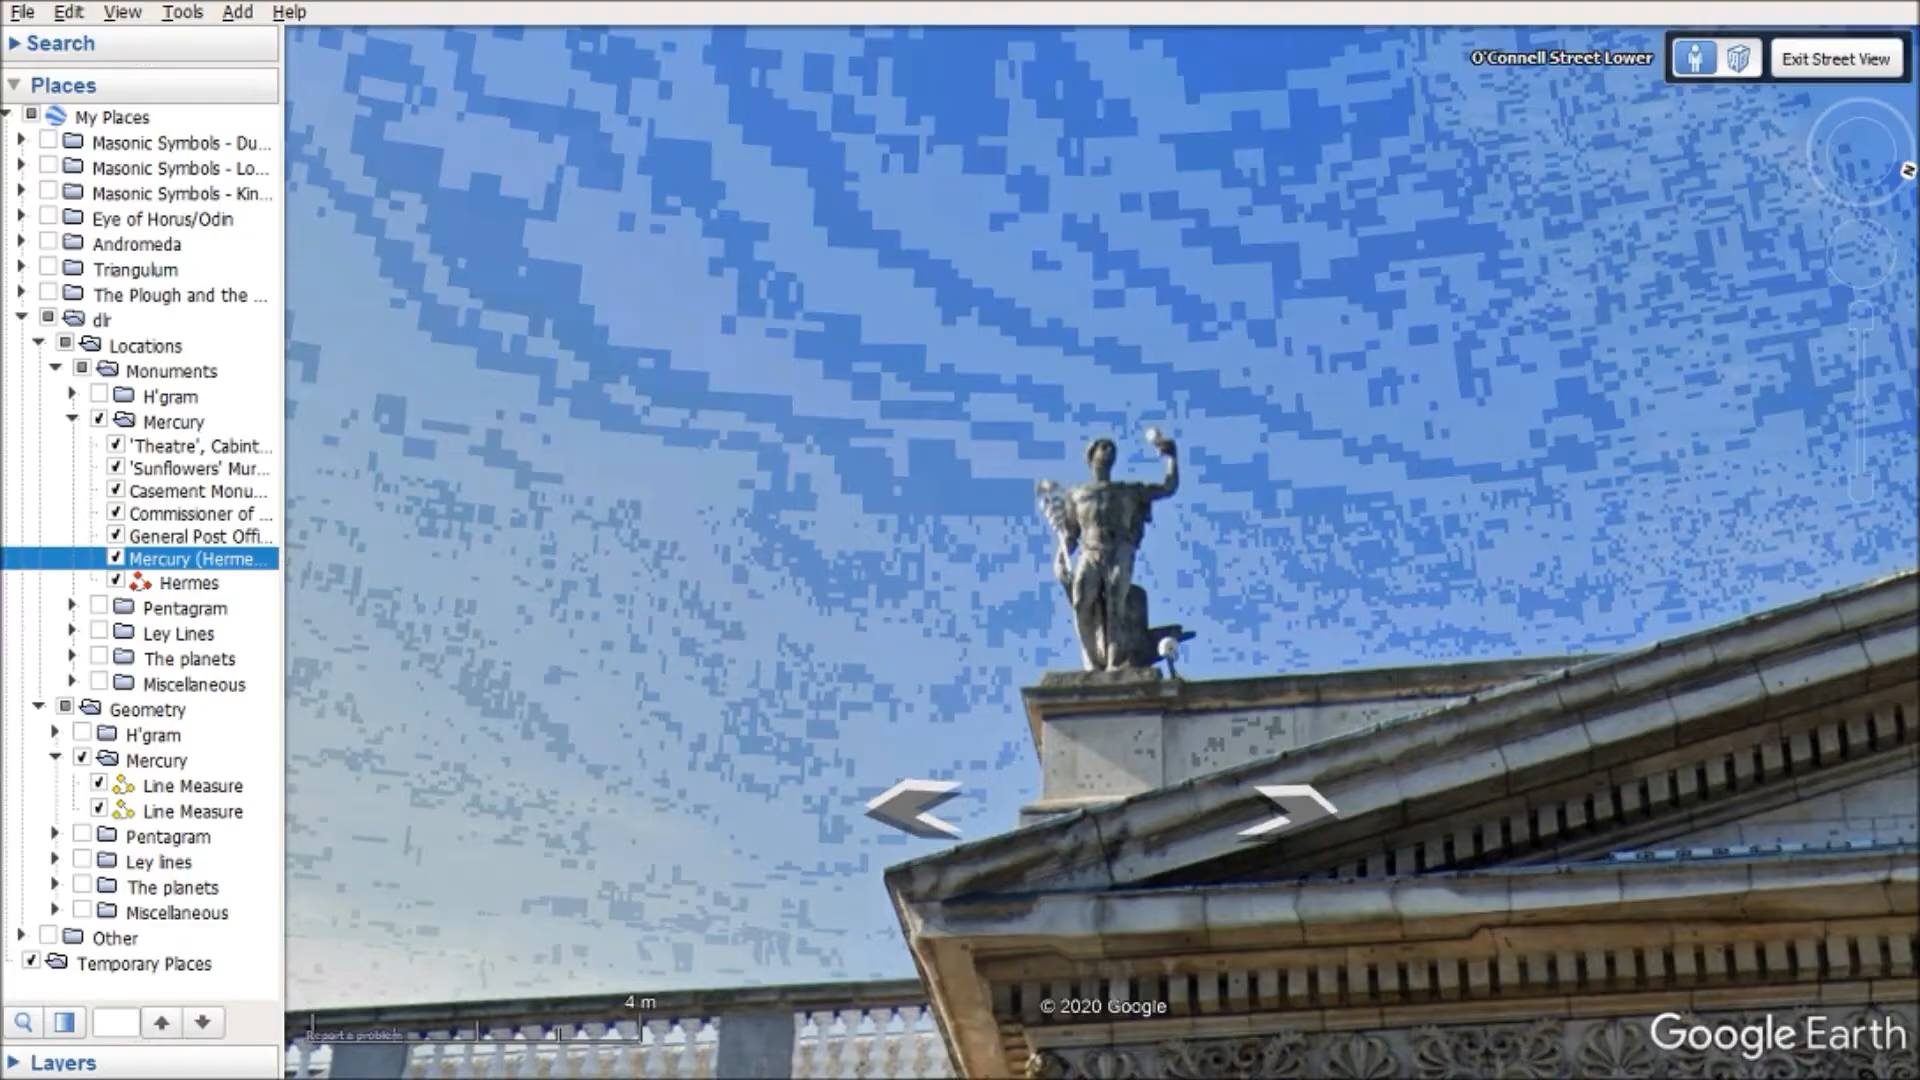 File Edit View Tools Add Help
Search
Places
My Places
Masonic Symbols - Du...
Masonic Symbols - Lo...
Masonic Symbols - Kin...
Eye of Horus/Odin
Andromeda
Triangulum
The Plough and the ...
dlr
Locations
Monuments
H'gram
Mercury
'Theatre', Cabint...
'Sunflowers' Mur...
Casement Monu...
Commissioner of ...
General Post Offi...
Mercury (Herme...
Hermes
Pentagram
Ley Lines
The planets
Miscellaneous
Geometry
H'gram
Mercury
Line Measure
Line Measure
Pentagram
Ley lines
The planets
Miscellaneous
Other
Temporary Places
Layers
O'Connell Street Lower
Exit Street View
N
4 m
Report a problem
© 2020 Google
Google Earth